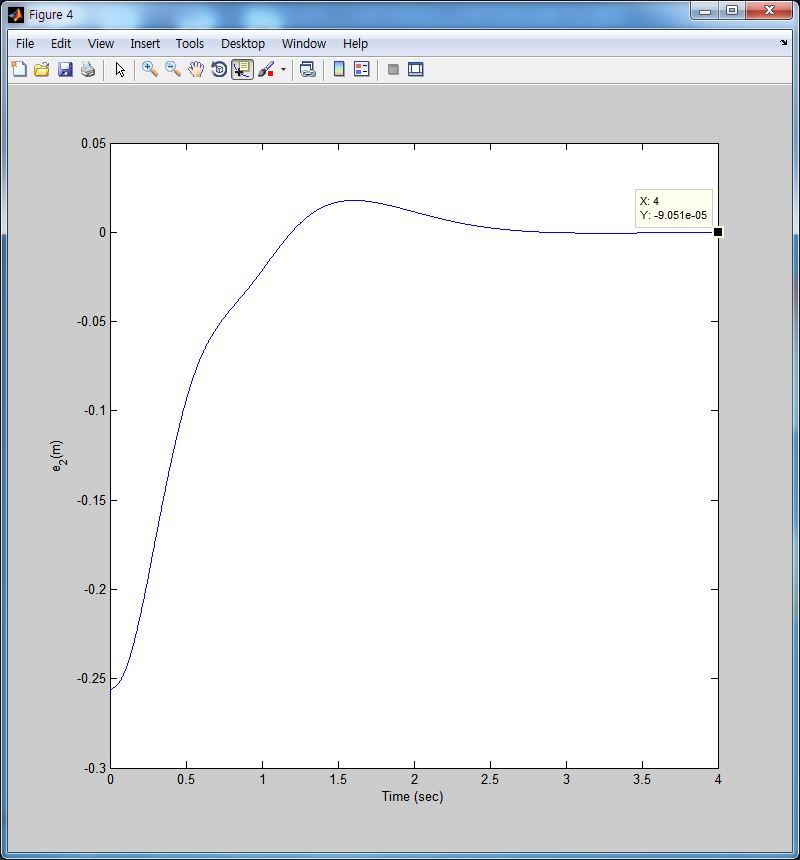 Figure 4
File Edit View Insert Tools Desktop Window Help
0.05
0
-0.05
-0.1
-0.15
-0.2
-0.25
-0.3
e2(m)
X: 4
Y: -9.051e-05
0 0.5 1 1.5 2 2.5 3 3.5 4
Time (sec)